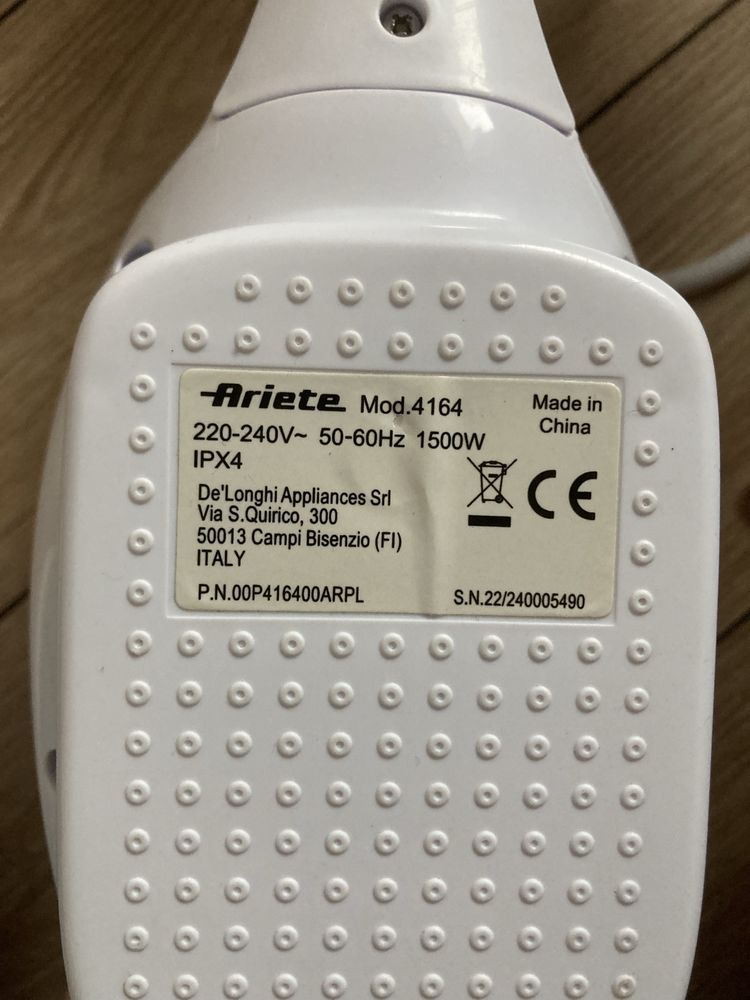 Ariete Mod.4164
Made in
China
220-240V~ 50-60Hz 1500W
IPX4
CE
De'Longhi Appliances Srl
Via S.Quirico, 300
50013 Campi Bisenzio (FI)
ITALY
P.N.00P416400ARPL S.N.22/240005490